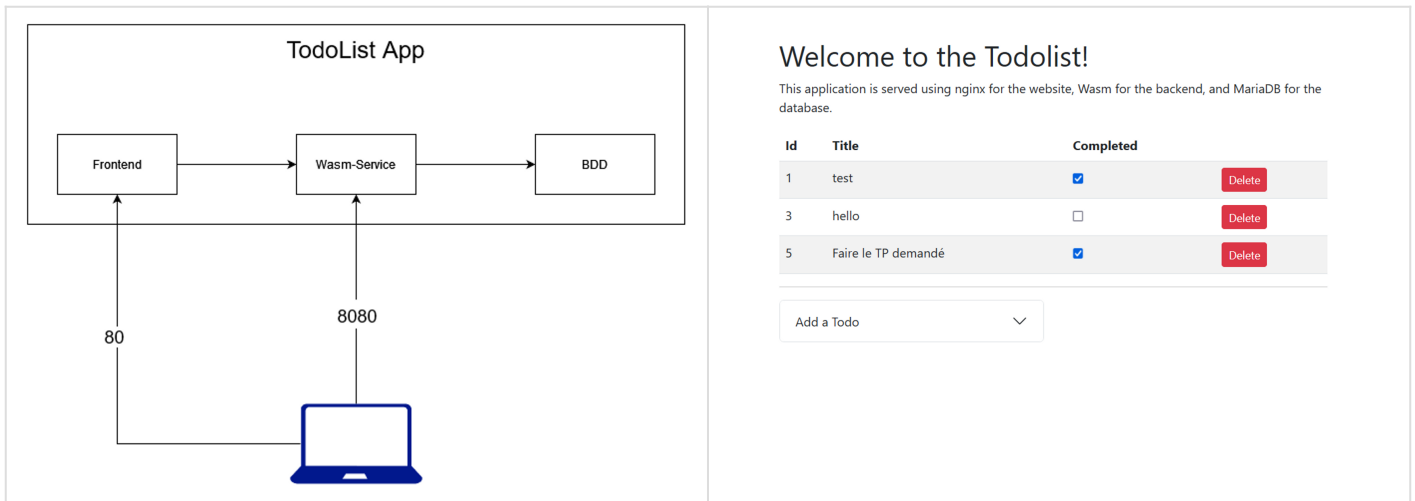 TodoList App
Frontend
Wasm-Service
BDD
80
8080
Welcome to the Todolist!
This application is served using nginx for the website, Wasm for the backend, and MariaDB for the
database.
Id Title Completed
1 test Delete
3 hello Delete
5 Faire le TP demandé Delete
Add a Todo